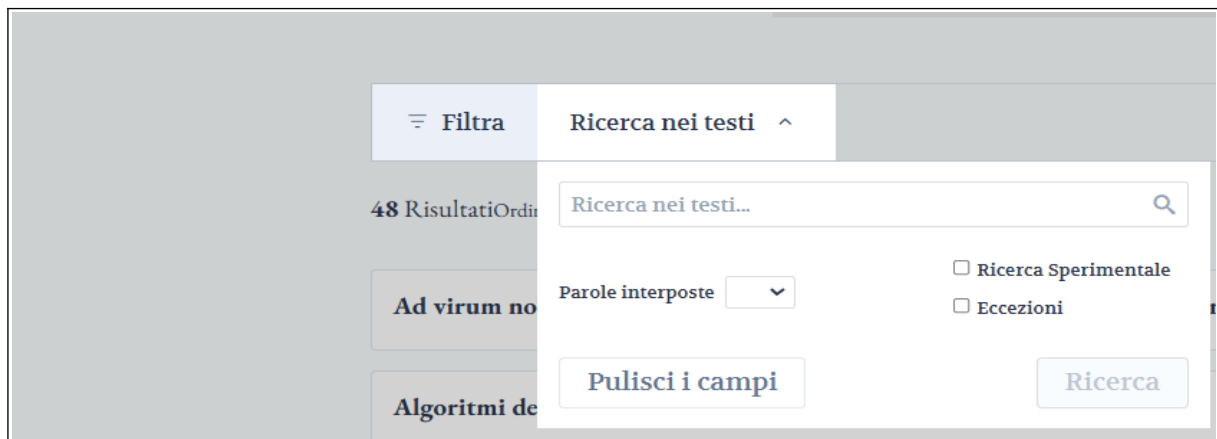 Filtra
Ricerca nei testi
48 Risultati
Ricerca nei testi...
Parole interposte
Ricerca Sperimentale
Eccezioni
Ad virum
Pulisci i campi
Ricerca
Algoritmi de